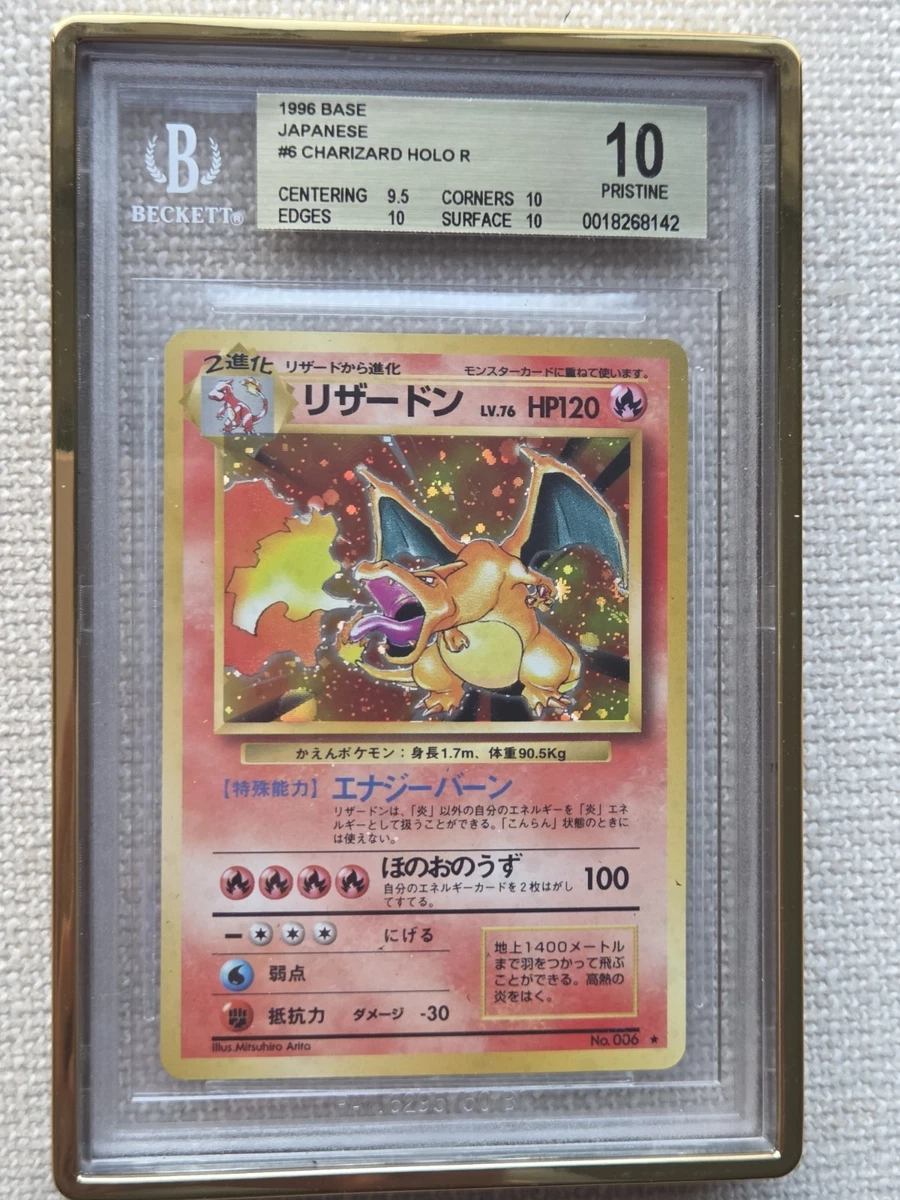 B
BECKETT®
1996 BASE
JAPANESE
#6 CHARIZARD HOLO R
CENTERING 9.5 CORNERS 10
EDGES 10 SURFACE 10
10
PRISTINE
0018268142
2進化 リザードから進化 モンスターカードに重ねて使います。
リザードン LV.76 HP120
かえんポケモン：身長1.7m、体重90.5Kg
【特殊能力】エナジーバーン
リザードンは、「炎」以外の自分のエネルギーを「炎」エネ
ルギーとして扱うことができる。「こんらん」状態のときに
は使えない。
ほのおのうず 100
自分のエネルギーカードを2枚はがし
てすてる。
ー にげる
弱点
抵抗力 ダメージ -30
地上1400メートル
まで羽をつかって飛ぶ
ことができる。高熱の
炎をはく。
Illus.Mitsuhiro Arita No.006 ★